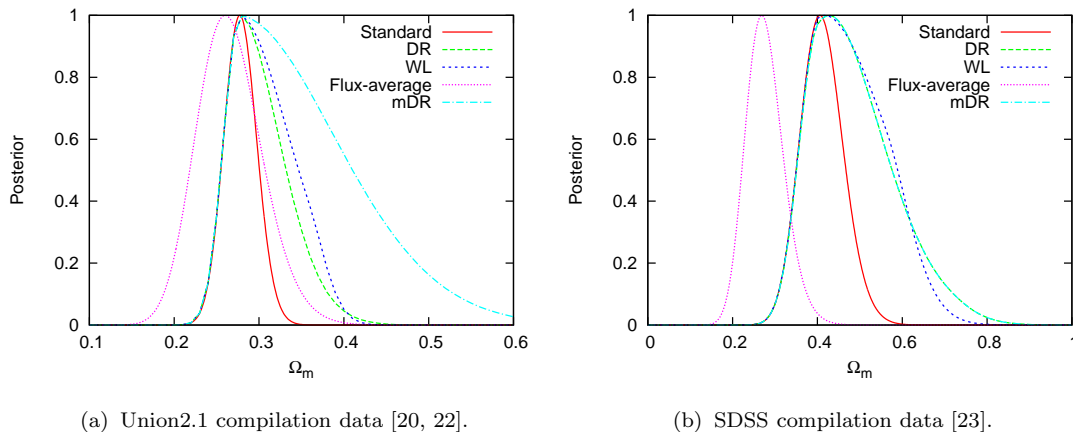 1
0.8
0.6
0.4
0.2
0
Posterior
0.1
0.2
0.3
0.4
0.5
0.6
Ωm
Standard
DR
WL
Flux-average
mDR
(a) Union2.1 compilation data [20, 22].
1
0.8
0.6
0.4
0.2
0
Posterior
0
0.2
0.4
0.6
0.8
1
Ωm
Standard
DR
WL
Flux-average
mDR
(b) SDSS compilation data [23].